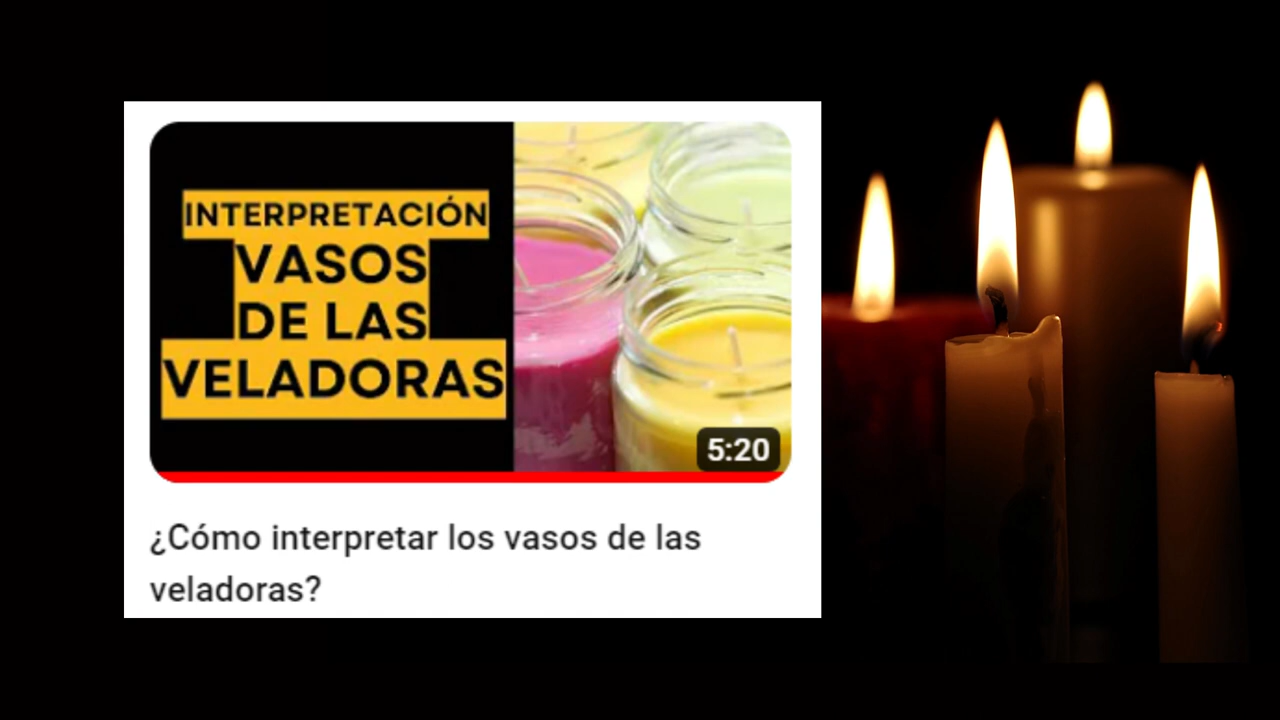 INTERPRETACIÓN
VASOS
DE LAS
VELADORAS
5:20
¿Cómo interpretar los vasos de las
veladoras?